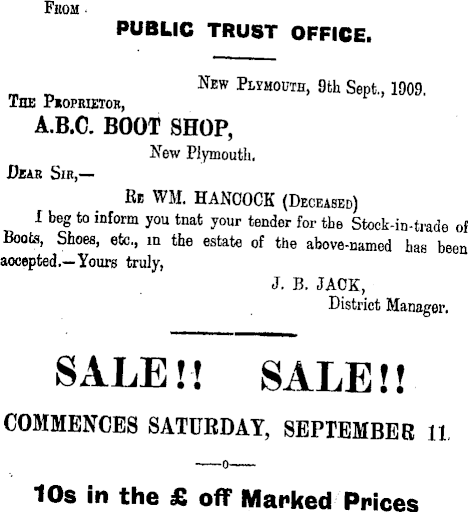 FROM
PUBLIC TRUST OFFICE.
NEW PLYMOUTH, 9th Sept., 1909.
THE PROPRIETOR,
A.B.C. BOOT SHOP,
New Plymouth.
DEAR SIR,—
RE WM. HANCOCK (DECEASED)
I beg to inform you tnat your tender for the Stock-in-trade of
Boots, Shoes, etc., in the estate of the above-named has been
accepted.—Yours truly,
J. B. JACK,
District Manager.
SALE!! SALE!!
COMMENCES SATURDAY, SEPTEMBER 11.
—o—
10s in the £ off Marked Prices